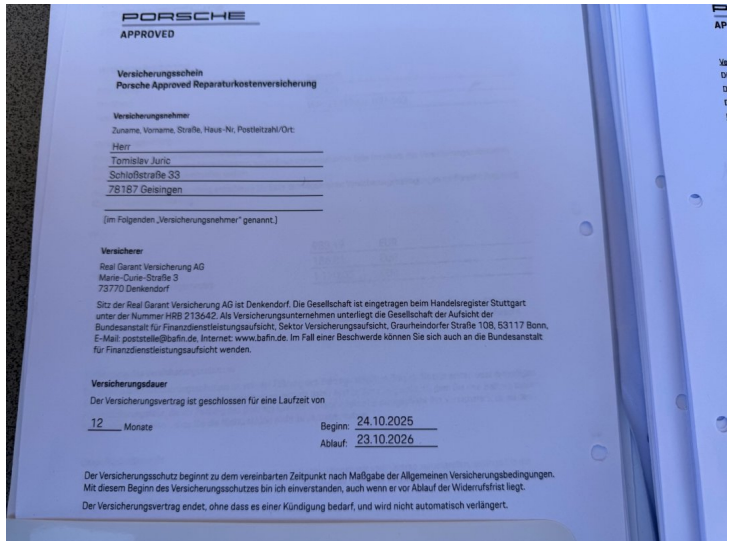 PORSCHE
APPROVED
Versicherungsschein
Porsche Approved Reparaturkostenversicherung
Versicherungsnehmer
Zuname, Vorname, Straße, Haus-Nr, Postleitzahl/Ort:
Herr
Tomislav Juric
Schloßstraße 33
78187 Geisingen
(im Folgenden „Versicherungsnehmer" genannt.)
Versicherer
Real Garant Versicherung AG
Marie-Curie-Straße 3
73770 Denkendorf
Sitz der Real Garant Versicherung AG ist Denkendorf. Die Gesellschaft ist eingetragen beim Handelsregister Stuttgart
unter der Nummer HRB 213642. Als Versicherungsunternehmen unterliegt die Gesellschaft der Aufsicht der
Bundesanstalt für Finanzdienstleistungsaufsicht, Sektor Versicherungsaufsicht, Graurheindorfer Straße 108, 53117 Bonn,
E-Mail: poststelle@bafin.de, Internet: www.bafin.de. Im Fall einer Beschwerde können Sie sich auch an die Bundesanstalt
für Finanzdienstleistungsaufsicht wenden.
Versicherungsdauer
Der Versicherungsvertrag ist geschlossen für eine Laufzeit von
12 Monate Beginn: 24.10.2025
Ablauf: 23.10.2026
Der Versicherungsschutz beginnt zu dem vereinbarten Zeitpunkt nach Maßgabe der Allgemeinen Versicherungsbedingungen.
Mit diesem Beginn des Versicherungsschutzes bin ich einverstanden, auch wenn er vor Ablauf der Widerrufsfrist liegt.
Der Versicherungsvertrag endet, ohne dass es einer Kündigung bedarf, und wird nicht automatisch verlängert.
AP